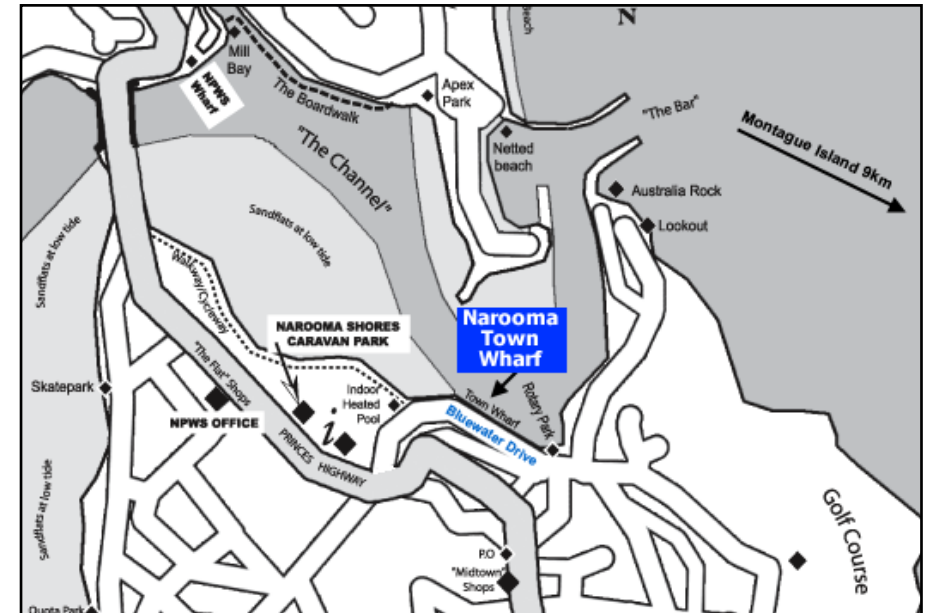 N
Beach
Mill
Bay
NPWS
Wharf
The Boardwalk
Apex
Park
"The Bar"
Montague Island 9km
"The Channel"
Netted
beach
Australia Rock
Lookout
Sandflats at low tide
Sandflats at low tide
Walkway/Cycleway
NAROOMA SHORES
CARAVAN PARK
Narooma
Town
Wharf
"The Flat" Shops
Skatepark
Indoor
Heated
Pool
Town Wharf
Rotary Park
Bluewater Drive
NPWS OFFICE
i
PRINCES HIGHWAY
Sandflats at low tide
Golf Course
P.O
"Midtown"
Shops
Quota Park